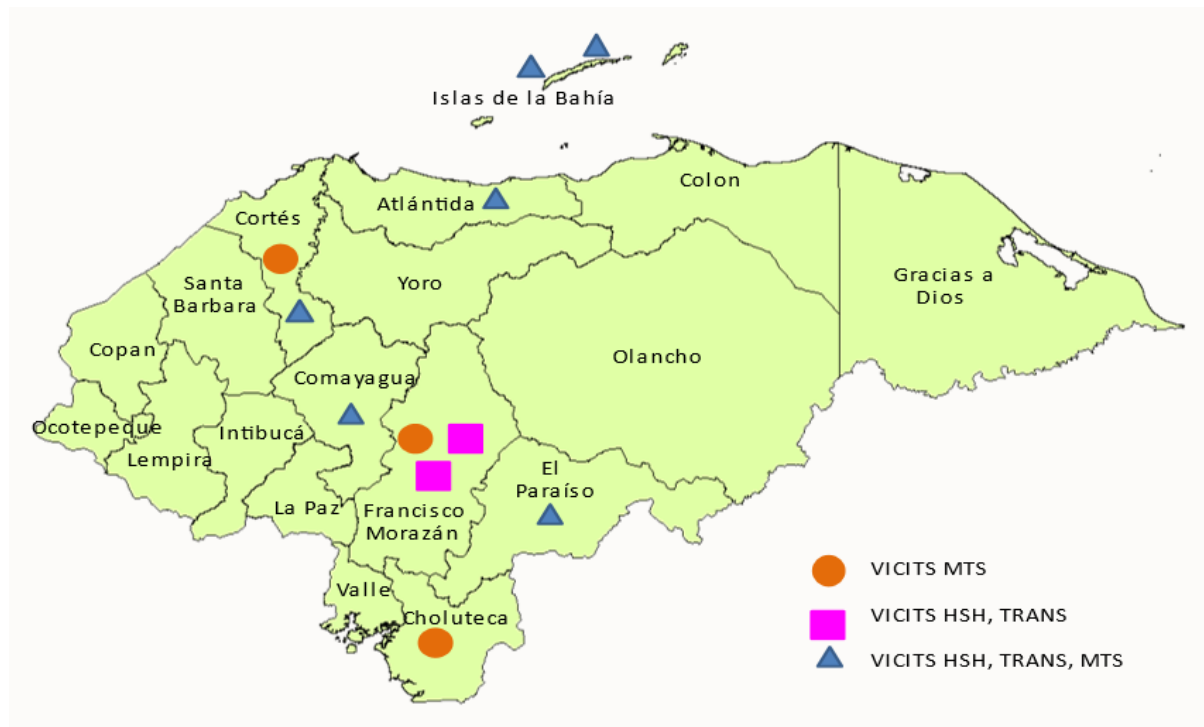 Islas de la Bahía
Colon
Atlántida
Cortés
Gracias a
Dios
Santa
Barbara
Yoro
Copan
Olancho
Comayagua
Ocotepeque
Intibucá
Lempira
El
Paraíso
La Paz
Francisco
Morazán
Valle
Choluteca
VICITS MTS
VICITS HSH, TRANS
VICITS HSH, TRANS, MTS